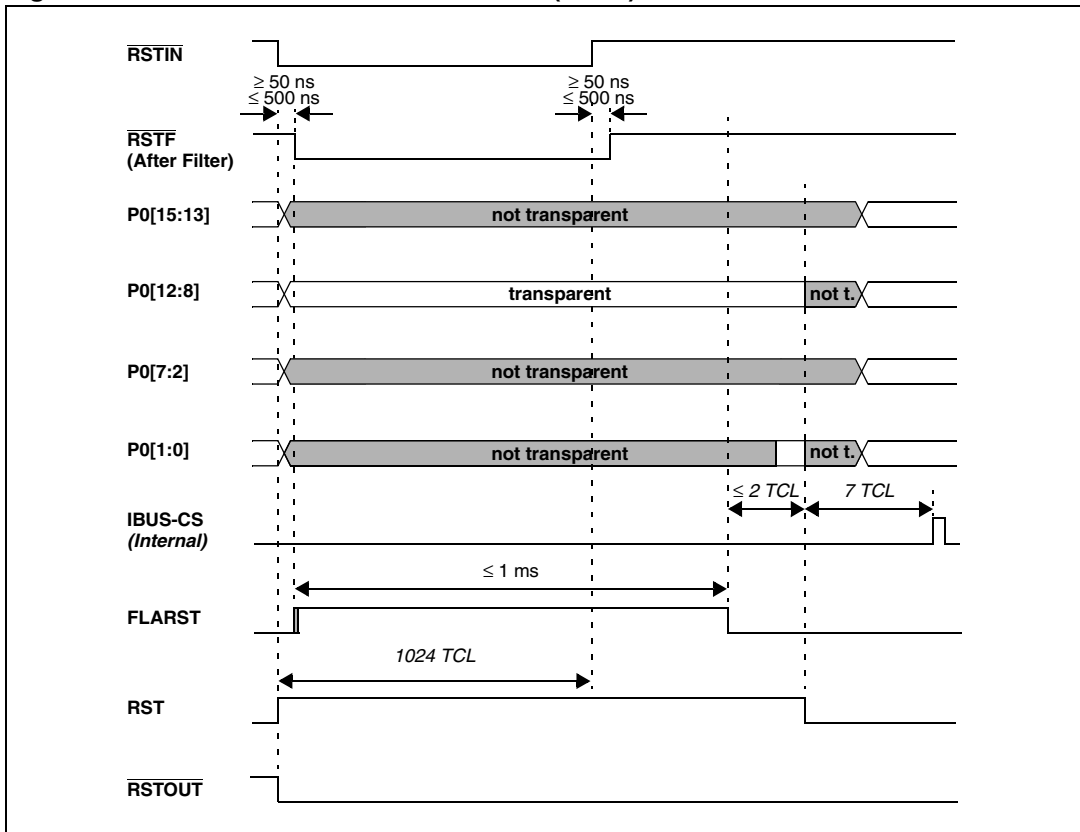 RSTIN
≥ 50 ns
≤ 500 ns
≥ 50 ns
≤ 500 ns
RSTF
(After Filter)
P0[15:13]
not transparent
P0[12:8]
transparent
not t.
P0[7:2]
not transparent
P0[1:0]
not transparent
not t.
≤ 2 TCL
7 TCL
IBUS-CS
(Internal)
≤ 1 ms
FLARST
1024 TCL
RST
RSTOUT